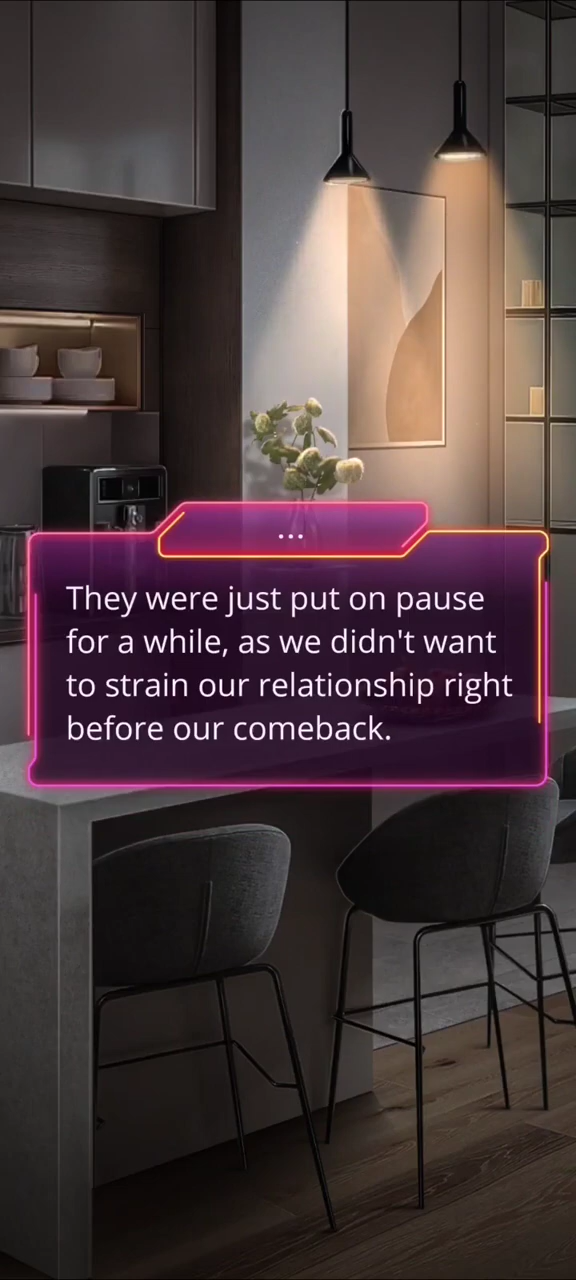 ...
They were just put on pause
for a while, as we didn't want
to strain our relationship right
before our comeback.